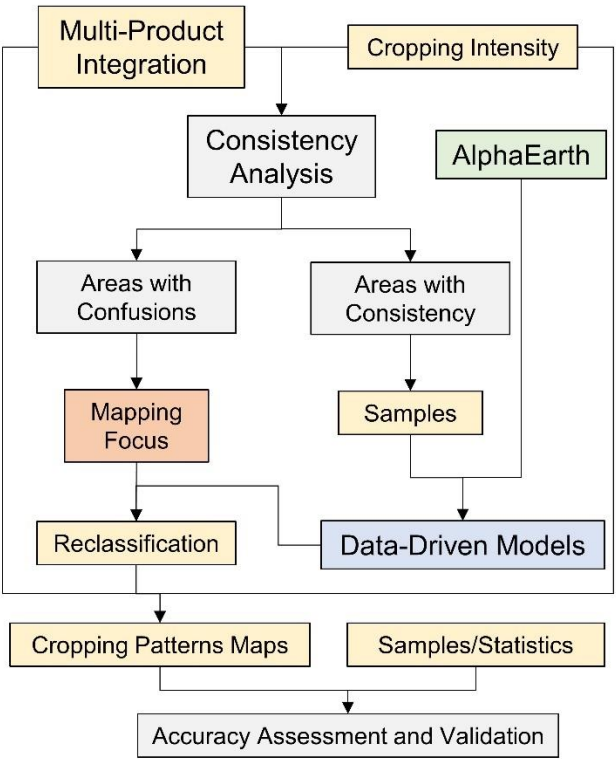 Multi-Product
Integration
Cropping Intensity
Consistency
Analysis
AlphaEarth
Areas with
Confusions
Areas with
Consistency
Mapping
Focus
Samples
Reclassification
Data-Driven Models
Cropping Patterns Maps
Samples/Statistics
Accuracy Assessment and Validation